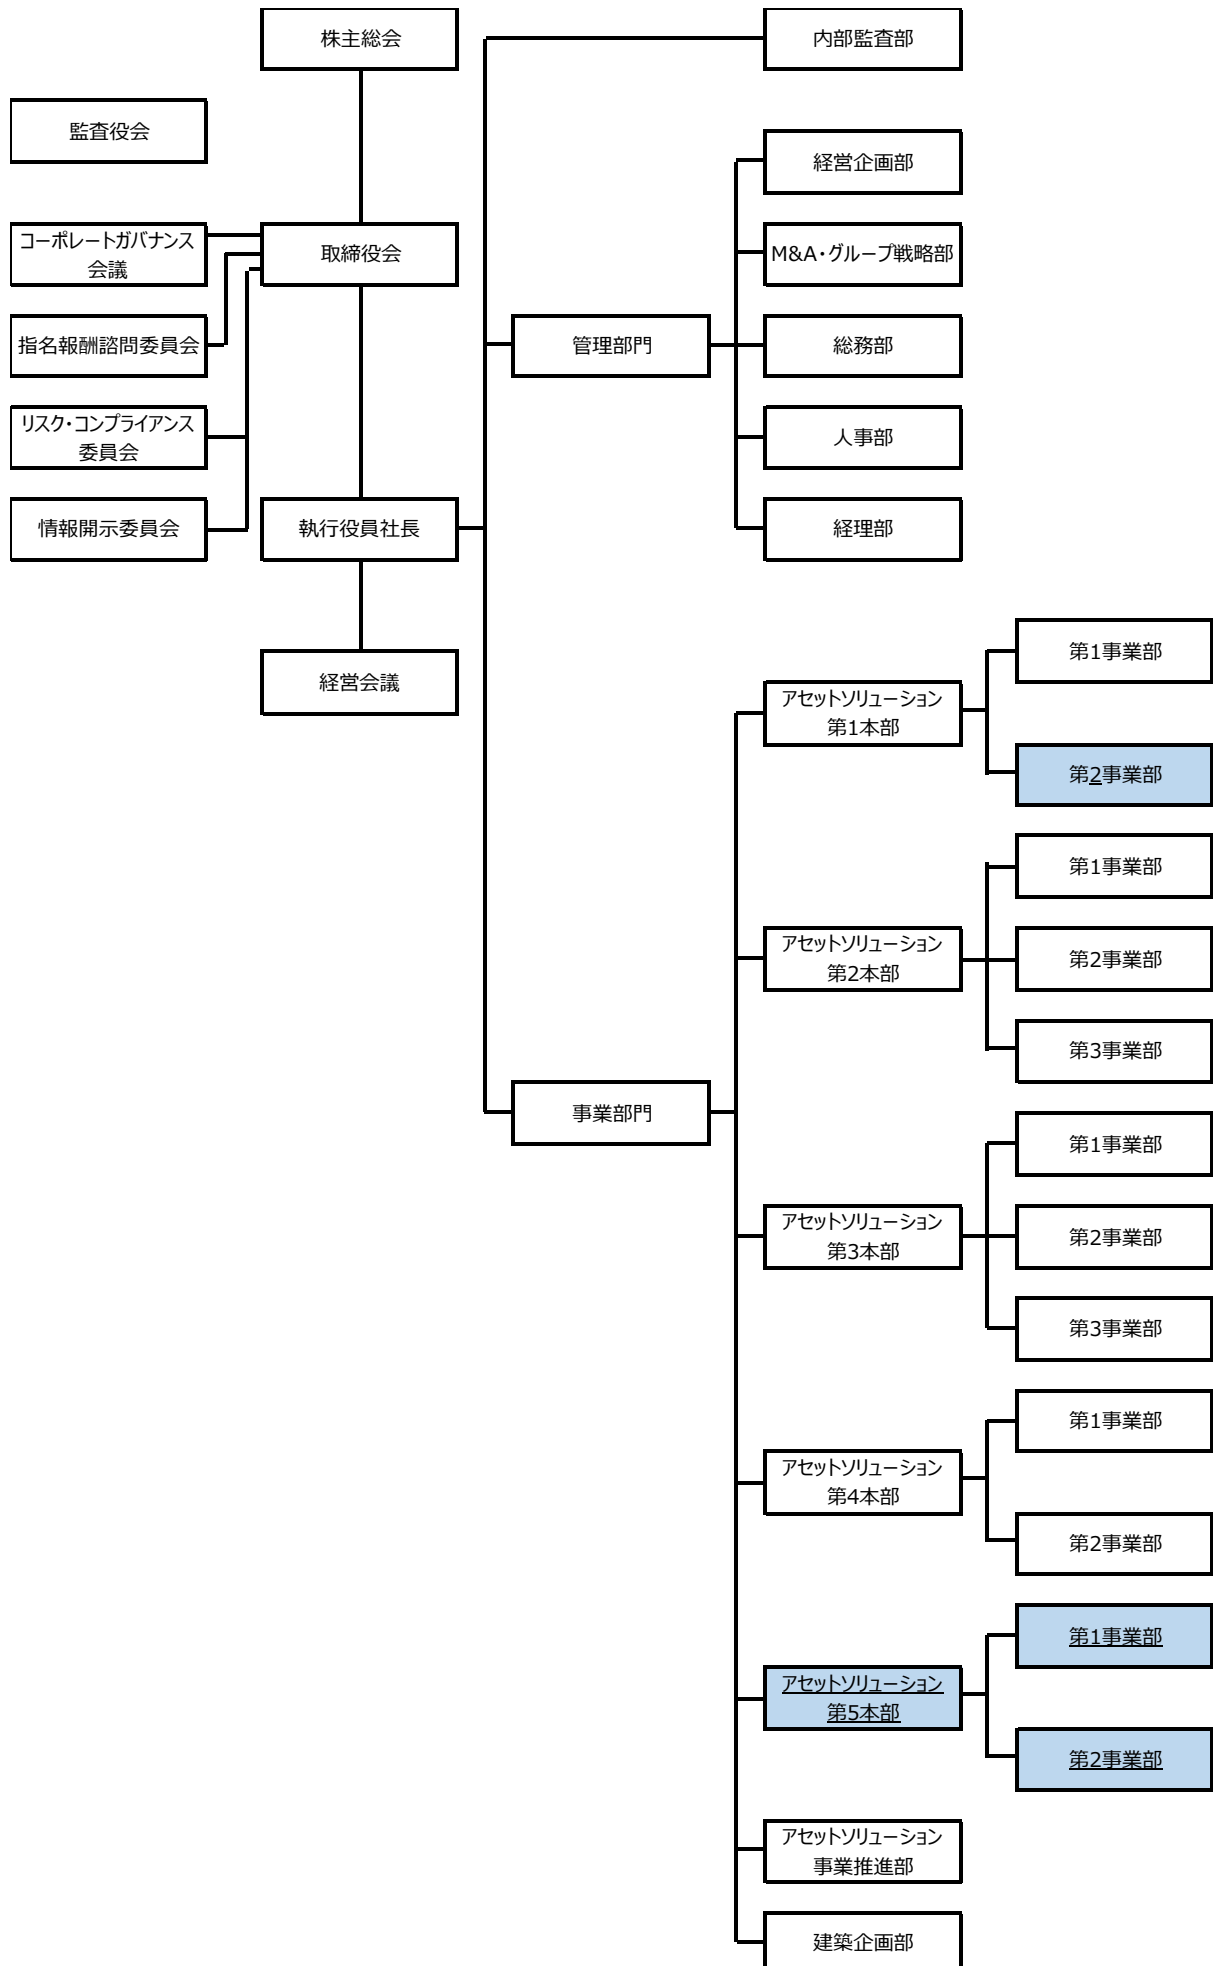 株主総会
内部監査部
監査役会
経営企画部
コーポレートガバナンス
会議
取締役会
M&A・グループ戦略部
指名報酬諮問委員会
管理部門
総務部
リスク・コンプライアンス
委員会
人事部
情報開示委員会
執行役員社長
経理部
経営会議
アセットソリューション
第1本部
第1事業部
第2事業部
アセットソリューション
第2本部
第1事業部
第2事業部
第3事業部
事業部門
アセットソリューション
第3本部
第1事業部
第2事業部
第3事業部
アセットソリューション
第4本部
第1事業部
第2事業部
アセットソリューション
第5本部
第1事業部
第2事業部
アセットソリューション
事業推進部
建築企画部